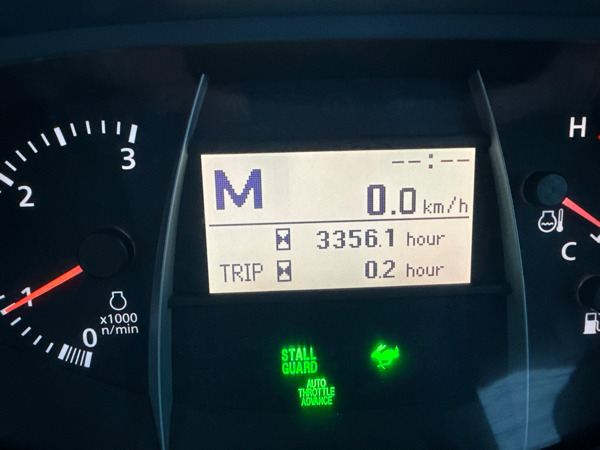 3
2
1
0
x1000
n/min
M
--:--
0.0 km/h
3356.1 hour
TRIP 0.2 hour
STALL
GUARD
AUTO
THROTTLE
ADVANCE
H
C